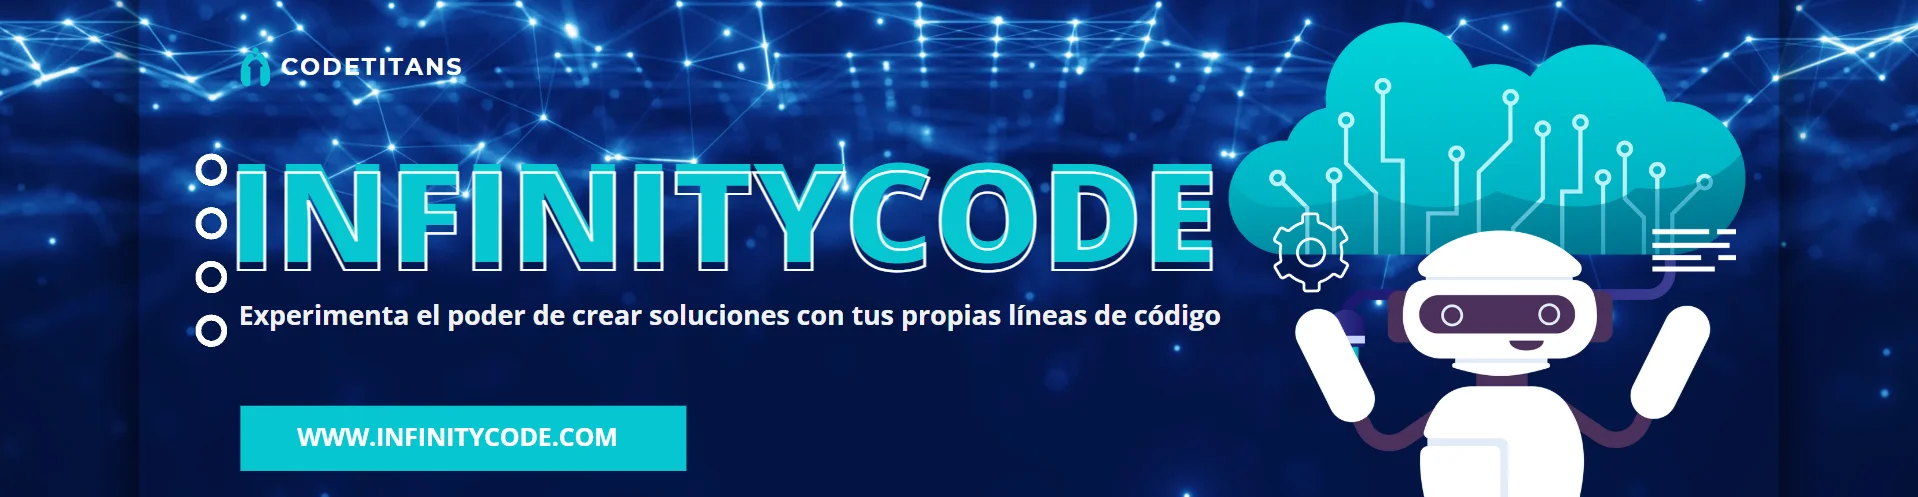 CODETITANS
INFINITYCODE
Experimenta el poder de crear soluciones con tus propias líneas de código
WWW.INFINITYCODE.COM